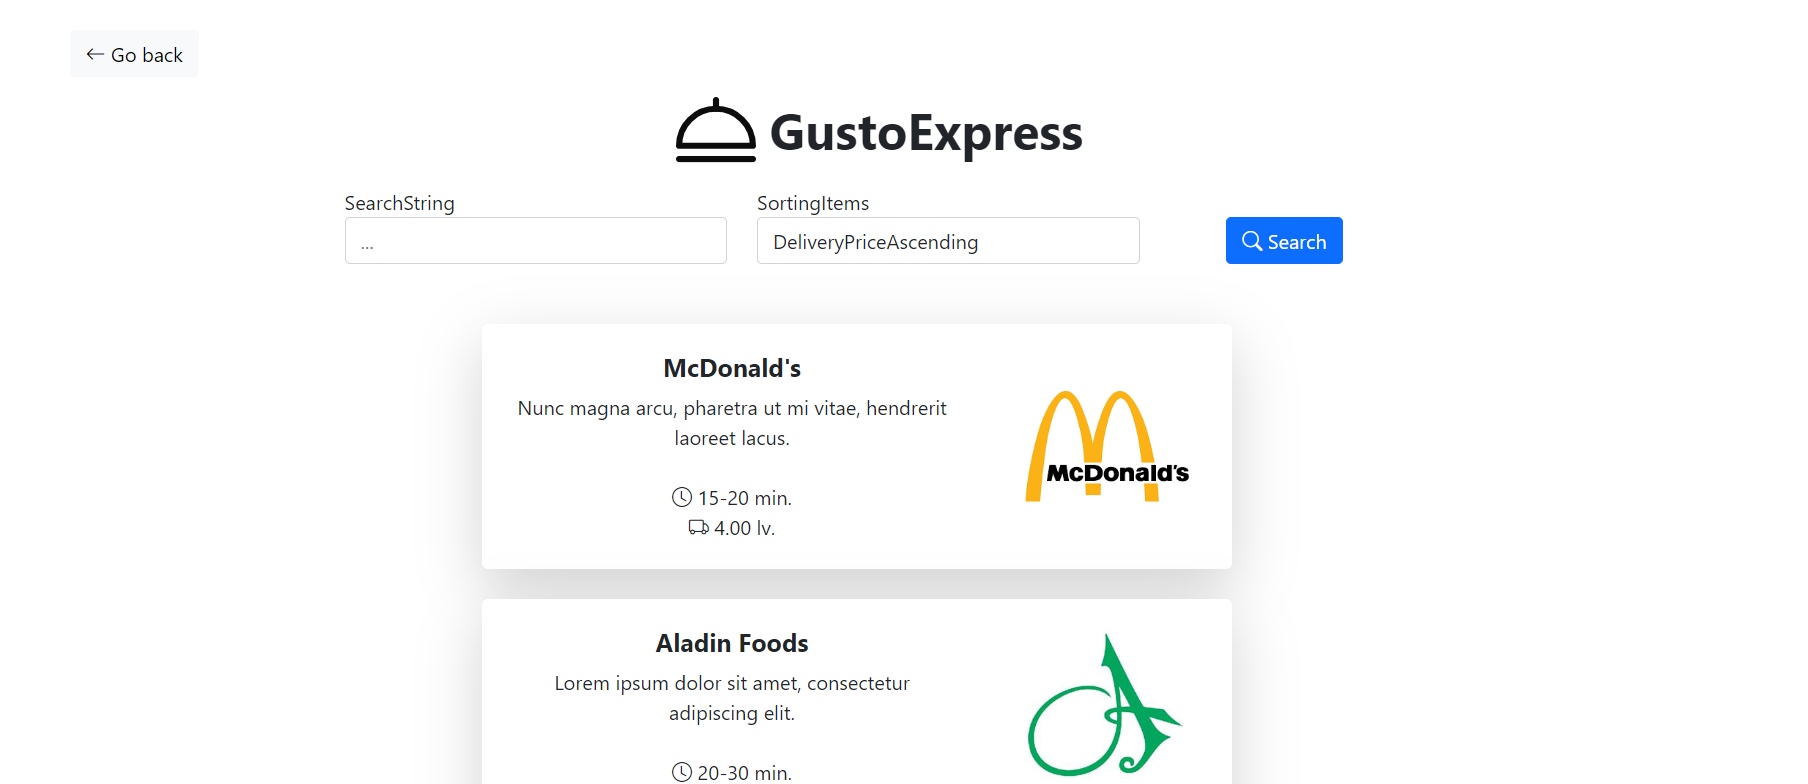 Go back
GustoExpress
SearchString
SortingItems
...
DeliveryPriceAscending
Search
McDonald's
Nunc magna arcu, pharetra ut mi vitae, hendrerit
laoreet lacus.
15-20 min.
4.00 lv.
McDonald's
Aladin Foods
Lorem ipsum dolor sit amet, consectetur
adipiscing elit.
20-30 min.